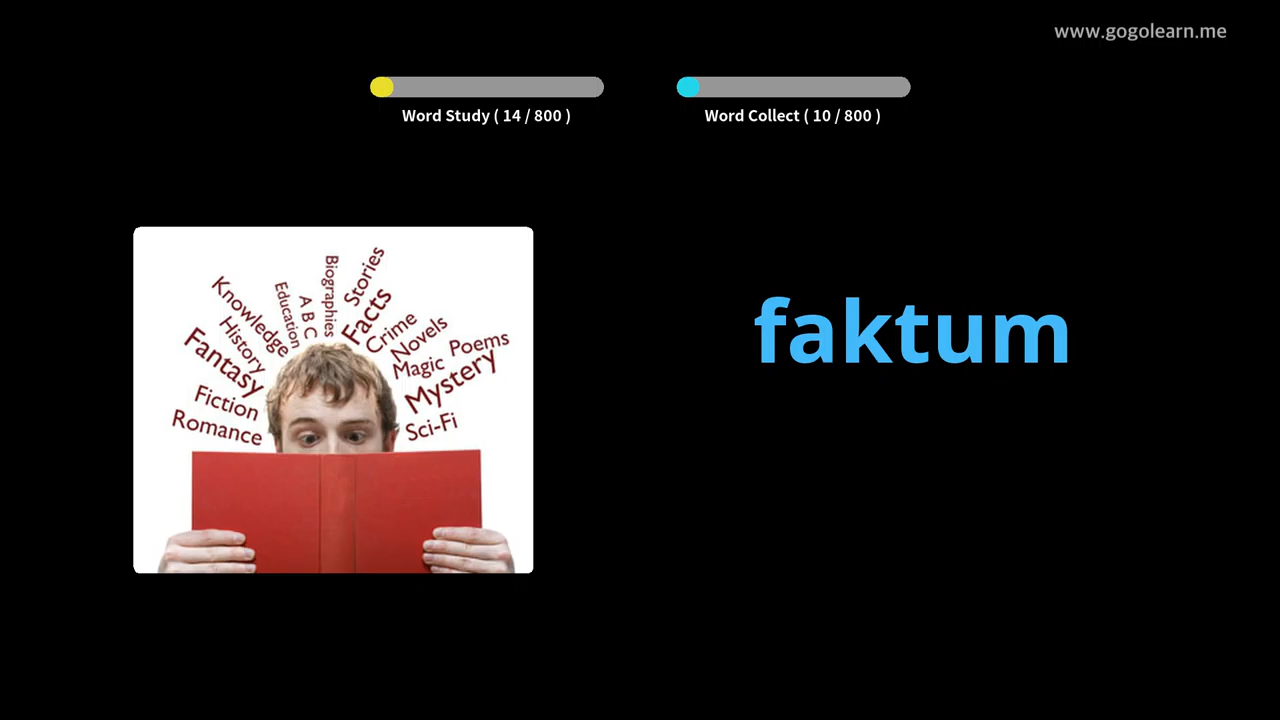 www.gogolearn.me
Word Study ( 14 / 800 )
Word Collect ( 10 / 800 )
Biographies
Stories
Education
A B C
Facts
Knowledge
Crime
History
Novels
Poems
Fantasy
Magic
Mystery
Fiction
Romance
Sci-Fi
faktum